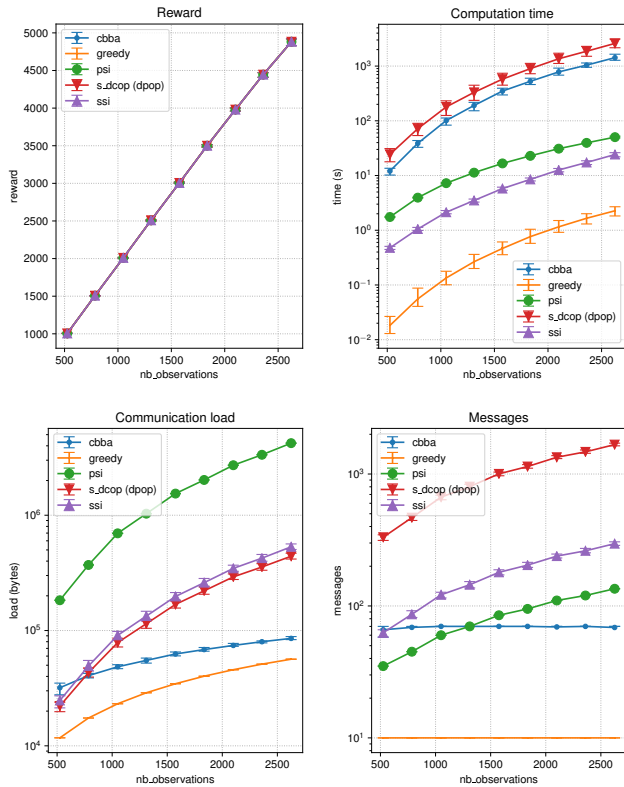 Reward
5000
4500
4000
3500
3000
2500
2000
1500
1000
reward
500
1000
1500
2000
2500
nb_observations
cbba
greedy
psi
s_dcop (dpop)
ssi
Computation time
10³
10²
10¹
10⁰
10⁻¹
10⁻²
time (s)
500
1000
1500
2000
2500
nb_observations
cbba
greedy
psi
s_dcop (dpop)
ssi
Communication load
10⁶
10⁵
10⁴
load (bytes)
500
1000
1500
2000
2500
nb_observations
cbba
greedy
psi
s_dcop (dpop)
ssi
Messages
10³
10²
10¹
messages
500
1000
1500
2000
2500
nb_observations
cbba
greedy
psi
s_dcop (dpop)
ssi